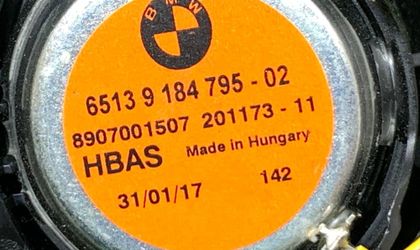 BMW
6513 9 184 795 - 02
8907001507 201173 - 11
HBAS Made in Hungary
31/01/17 142